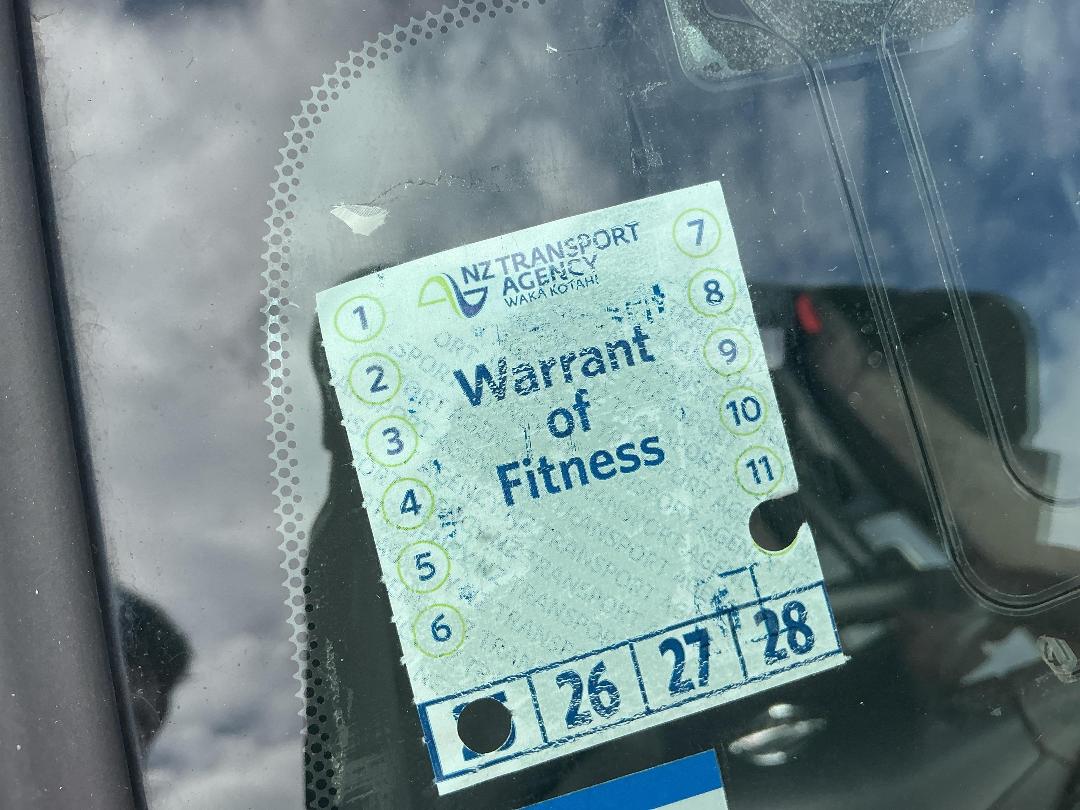 NZ TRANSPORT
AGENCY
WAKA KOTAHI
1
2
3
4
5
6
7
8
9
10
11
Warrant
of
Fitness
26 27 28